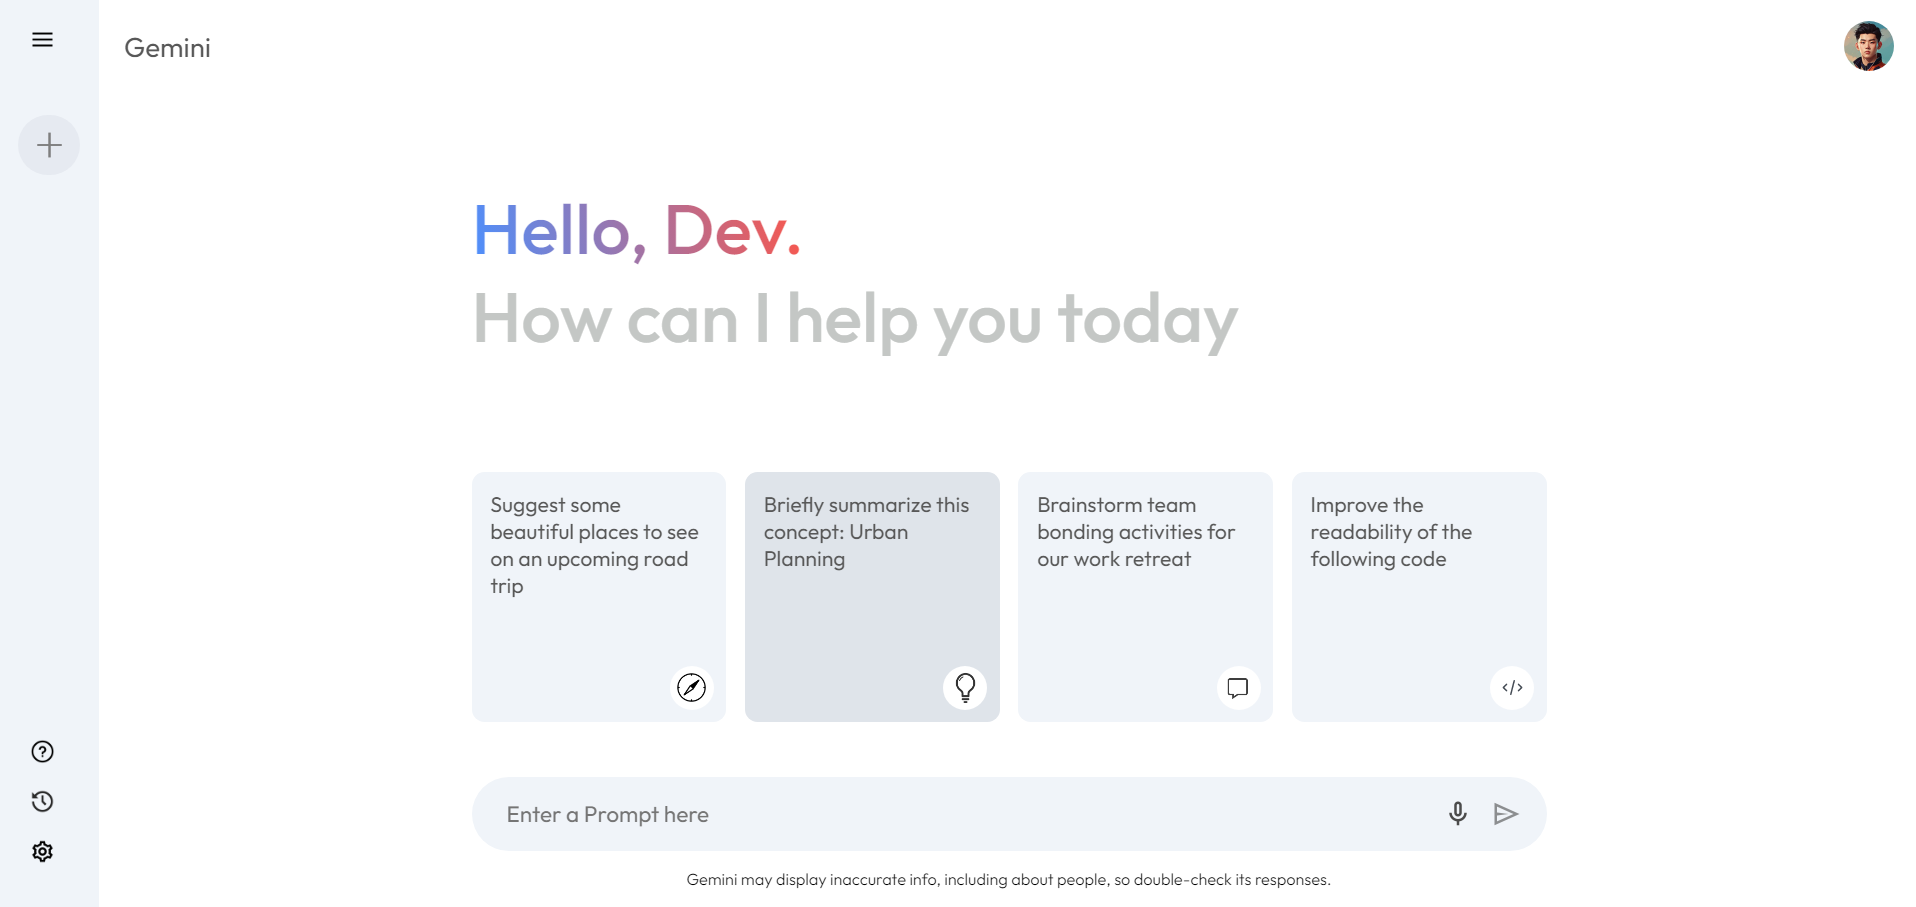 Gemini
Hello, Dev.
How can I help you today
Suggest some
beautiful places to see
on an upcoming road
trip
Briefly summarize this
concept: Urban
Planning
Brainstorm team
bonding activities for
our work retreat
Improve the
readability of the
following code
Enter a Prompt here
Gemini may display inaccurate info, including about people, so double-check its responses.